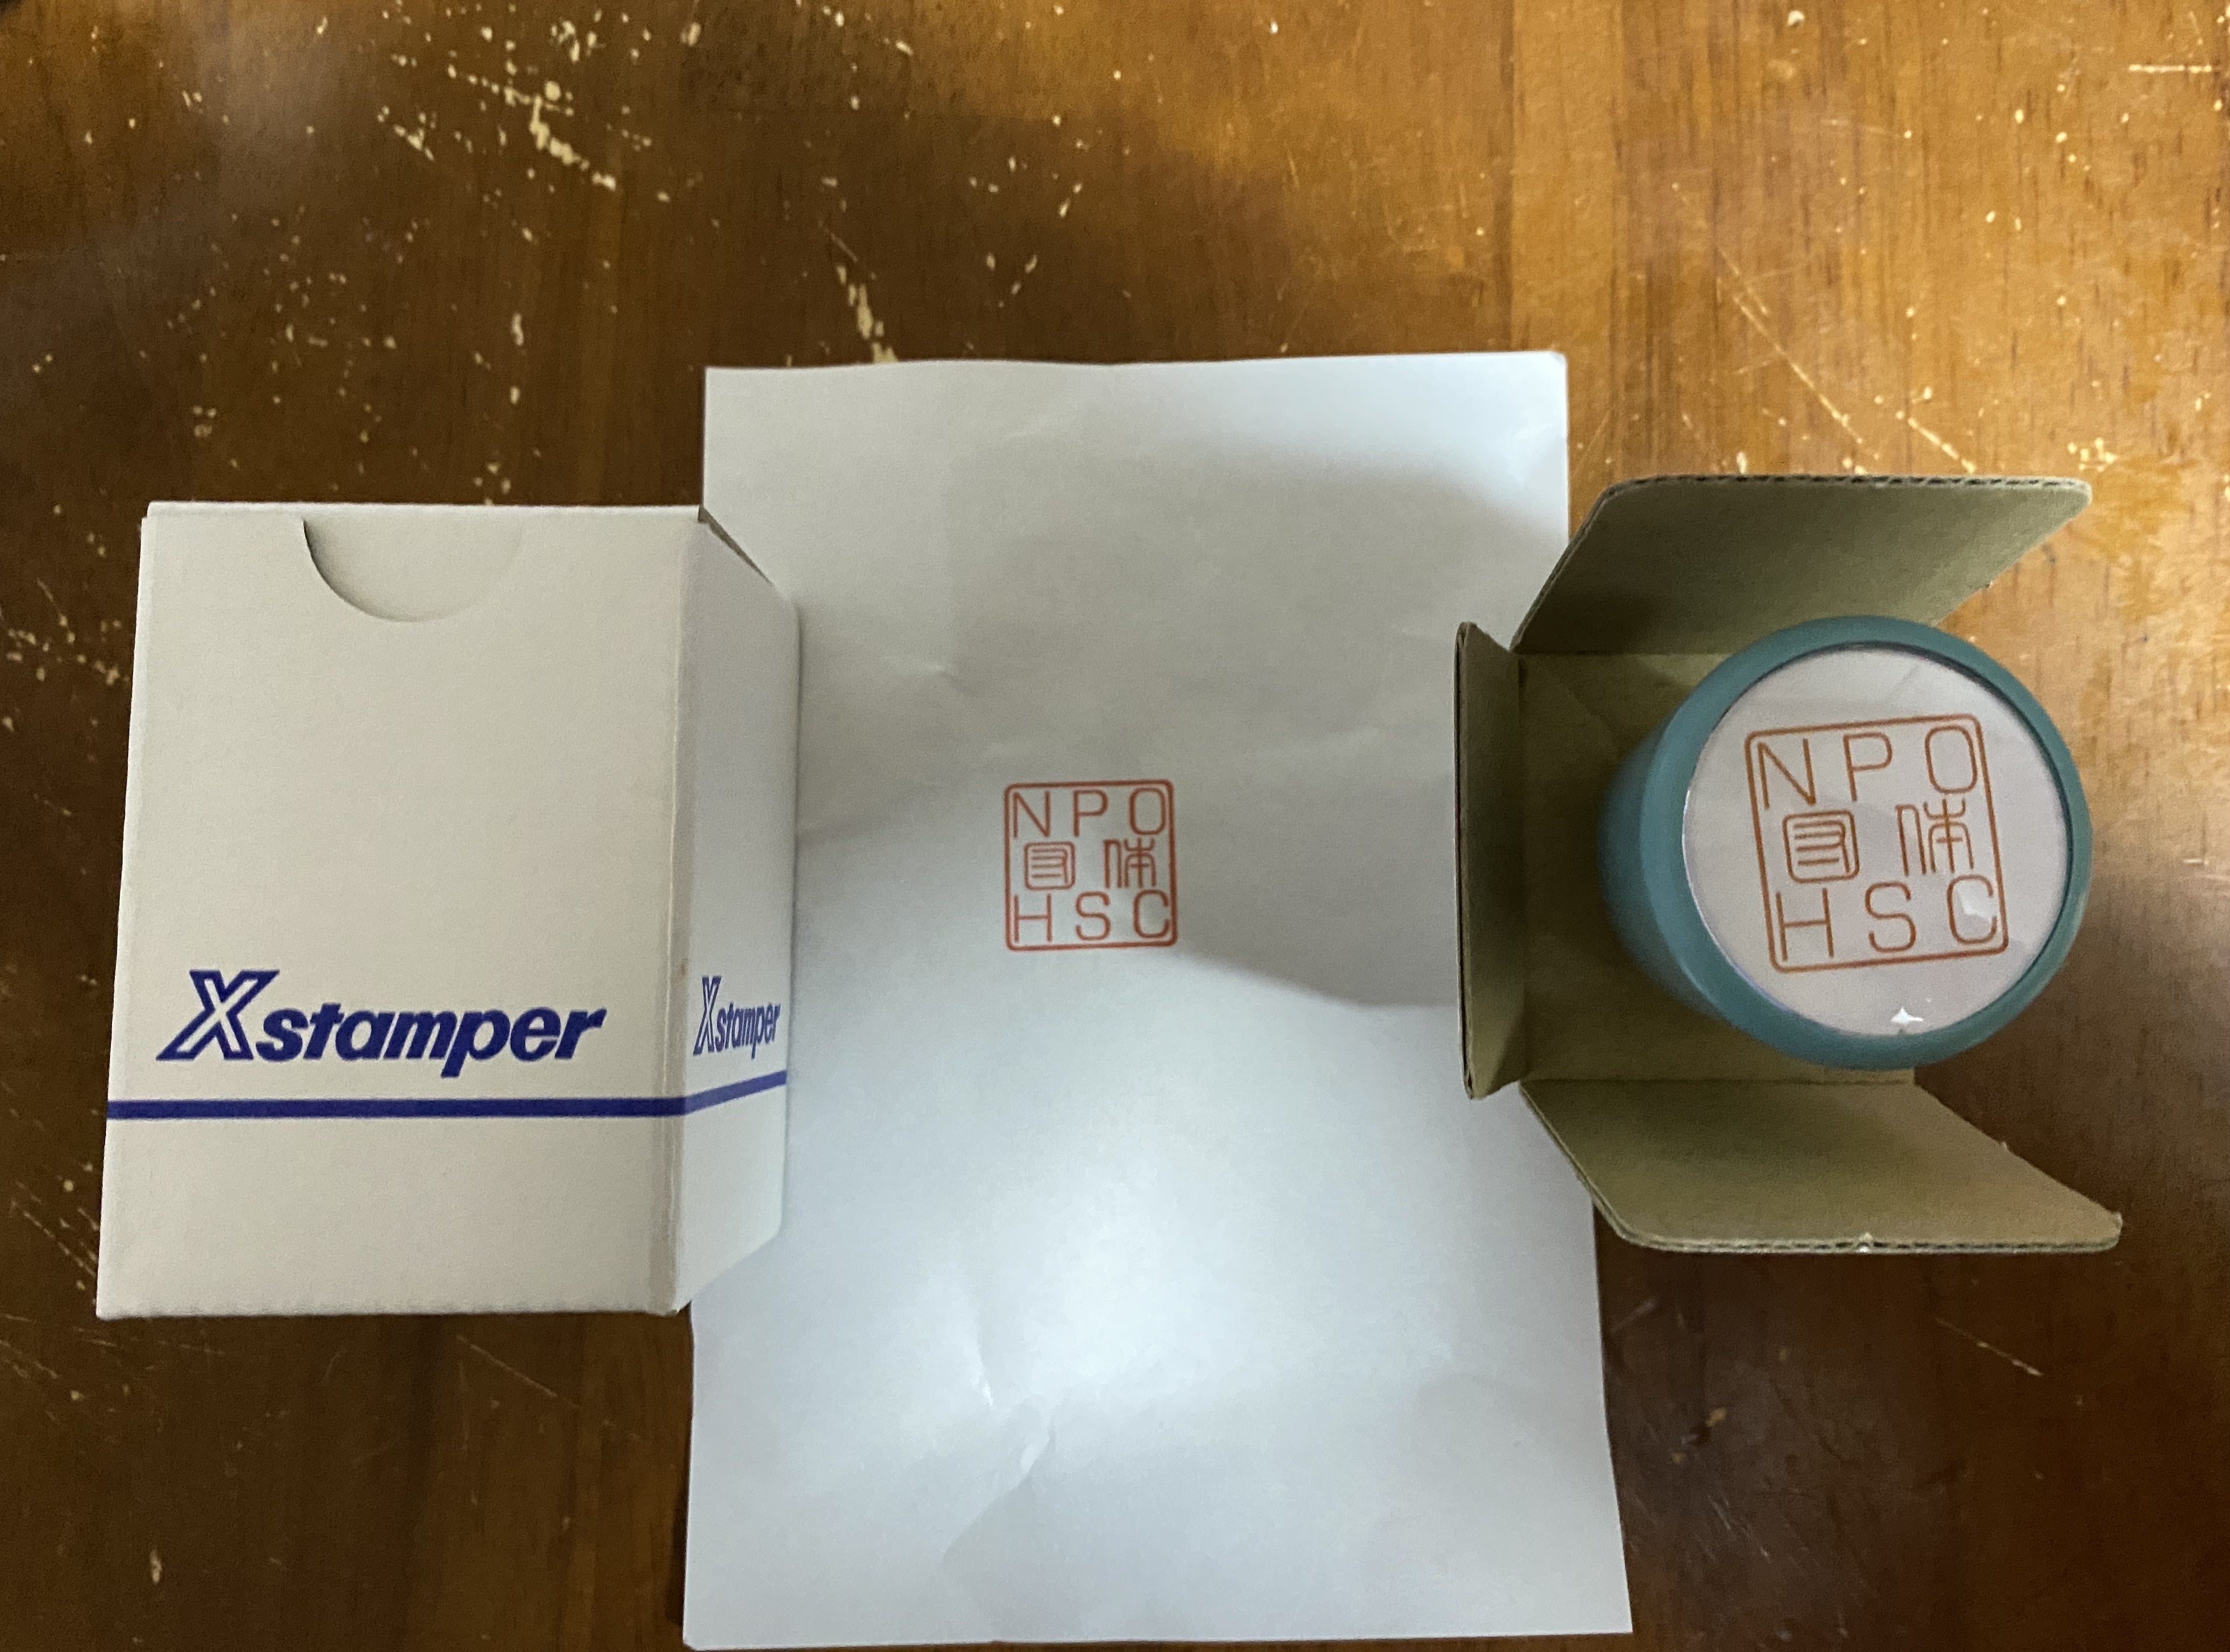 Xstamper
Xstamper
NPO
団体
HSC
NPO
団体
HSC